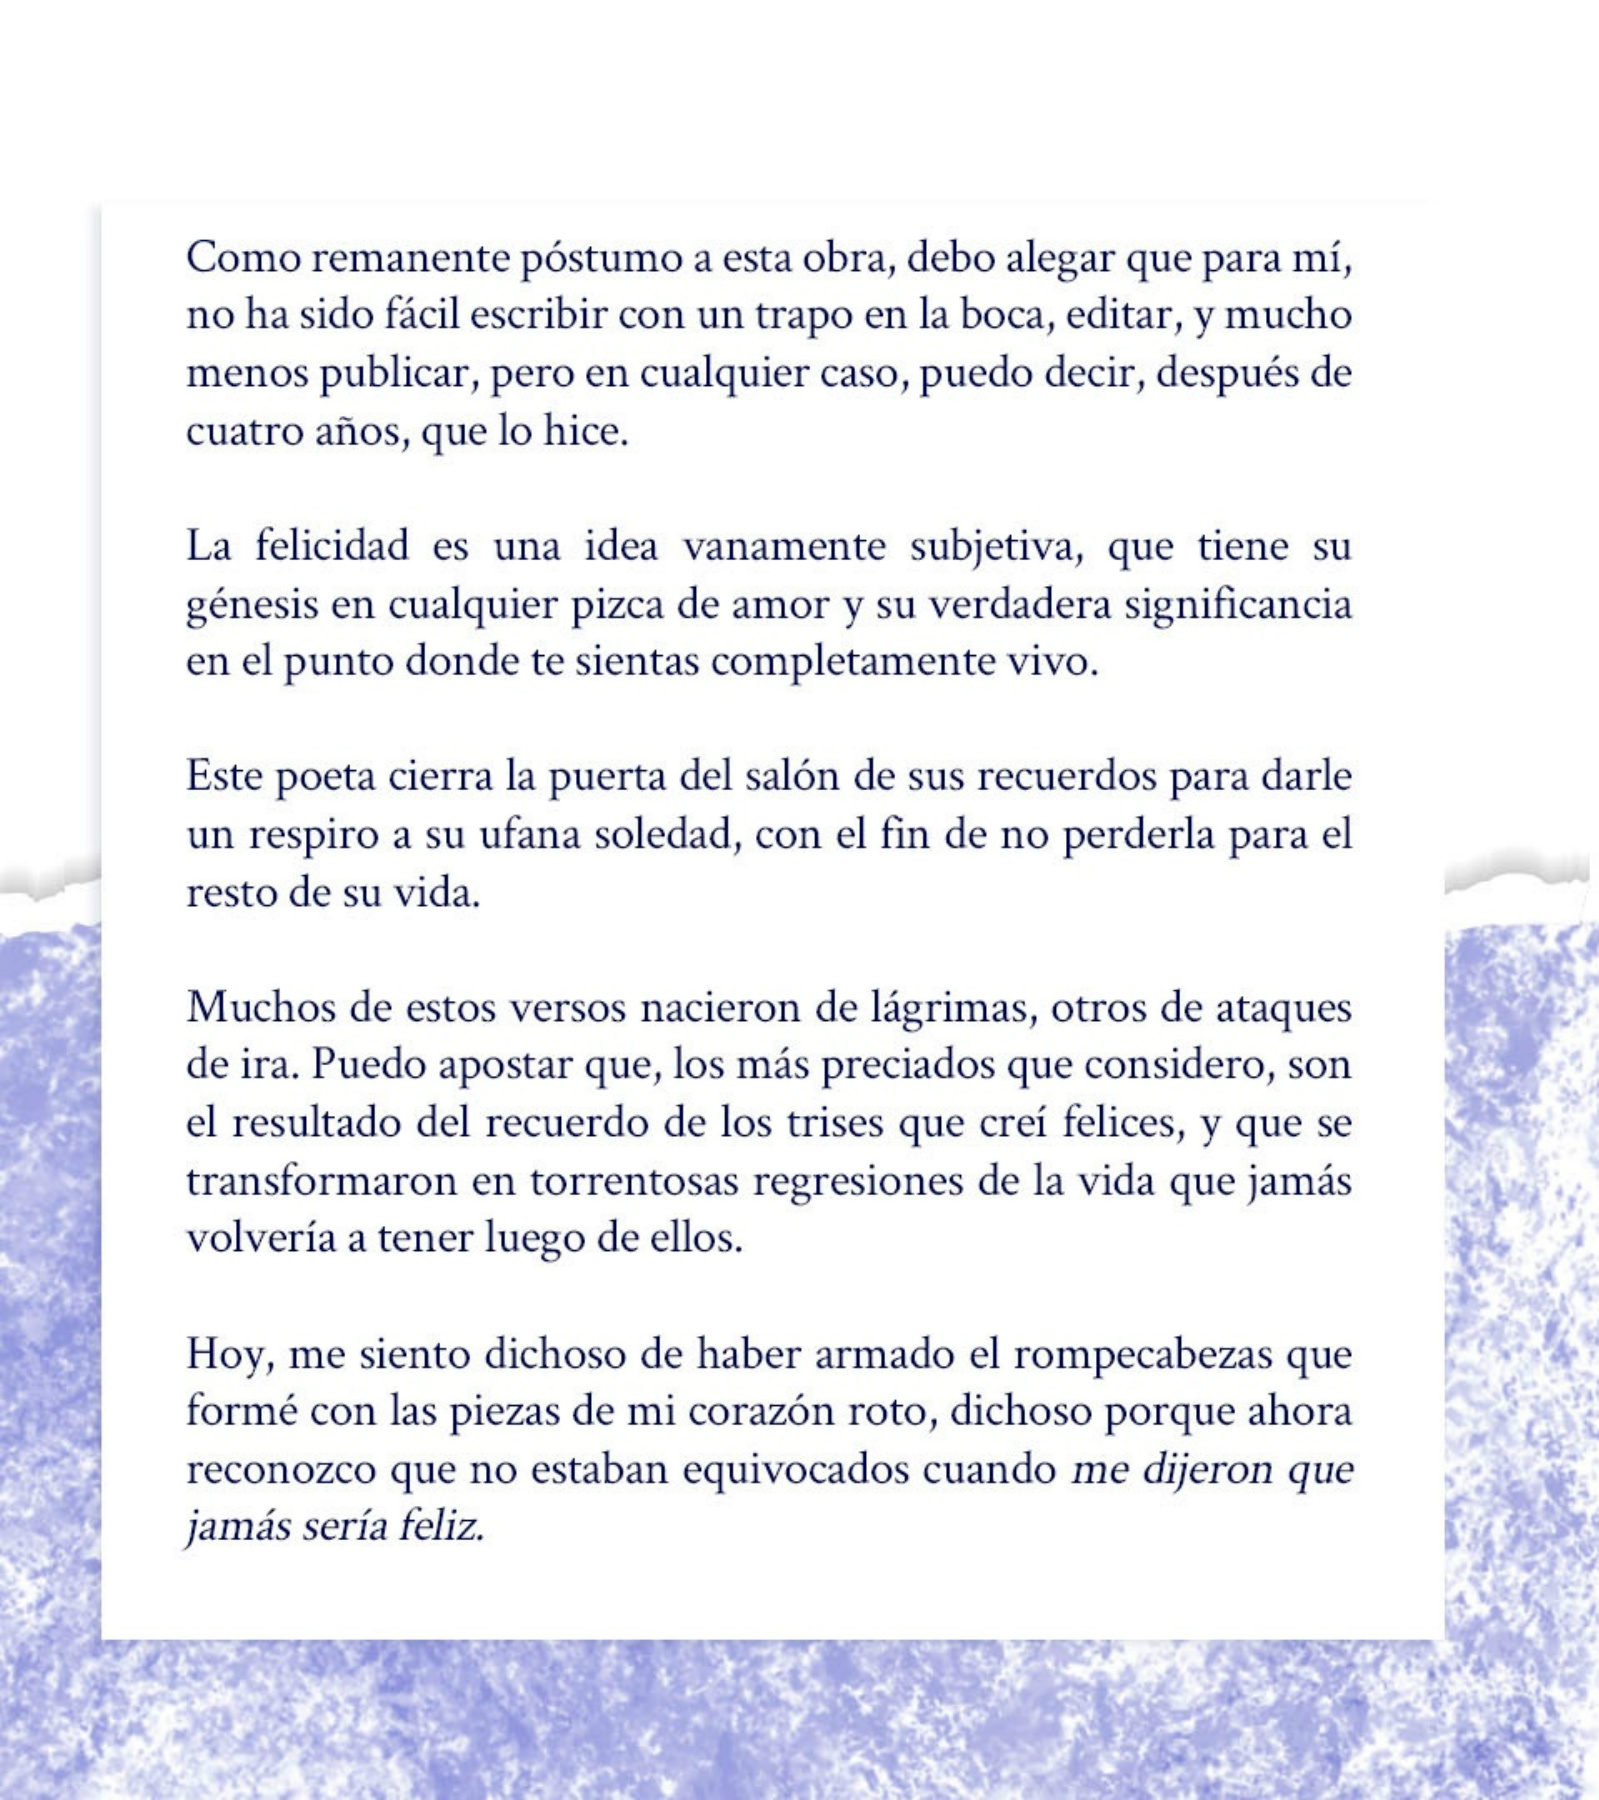 Como remanente póstumo a esta obra, debo alegar que para mí,
no ha sido fácil escribir con un trapo en la boca, editar, y mucho
menos publicar, pero en cualquier caso, puedo decir, después de
cuatro años, que lo hice.
La felicidad es una idea vanamente subjetiva, que tiene su
génesis en cualquier pizca de amor y su verdadera significancia
en el punto donde te sientas completamente vivo.
Este poeta cierra la puerta del salón de sus recuerdos para darle
un respiro a su ufana soledad, con el fin de no perderla para el
resto de su vida.
Muchos de estos versos nacieron de lágrimas, otros de ataques
de ira. Puedo apostar que, los más preciados que considero, son
el resultado del recuerdo de los trises que creí felices, y que se
transformaron en torrentosas regresiones de la vida que jamás
volvería a tener luego de ellos.
Hoy, me siento dichoso de haber armado el rompecabezas que
formé con las piezas de mi corazón roto, dichoso porque ahora
reconozco que no estaban equivocados cuando me dijeron que
jamás sería feliz.